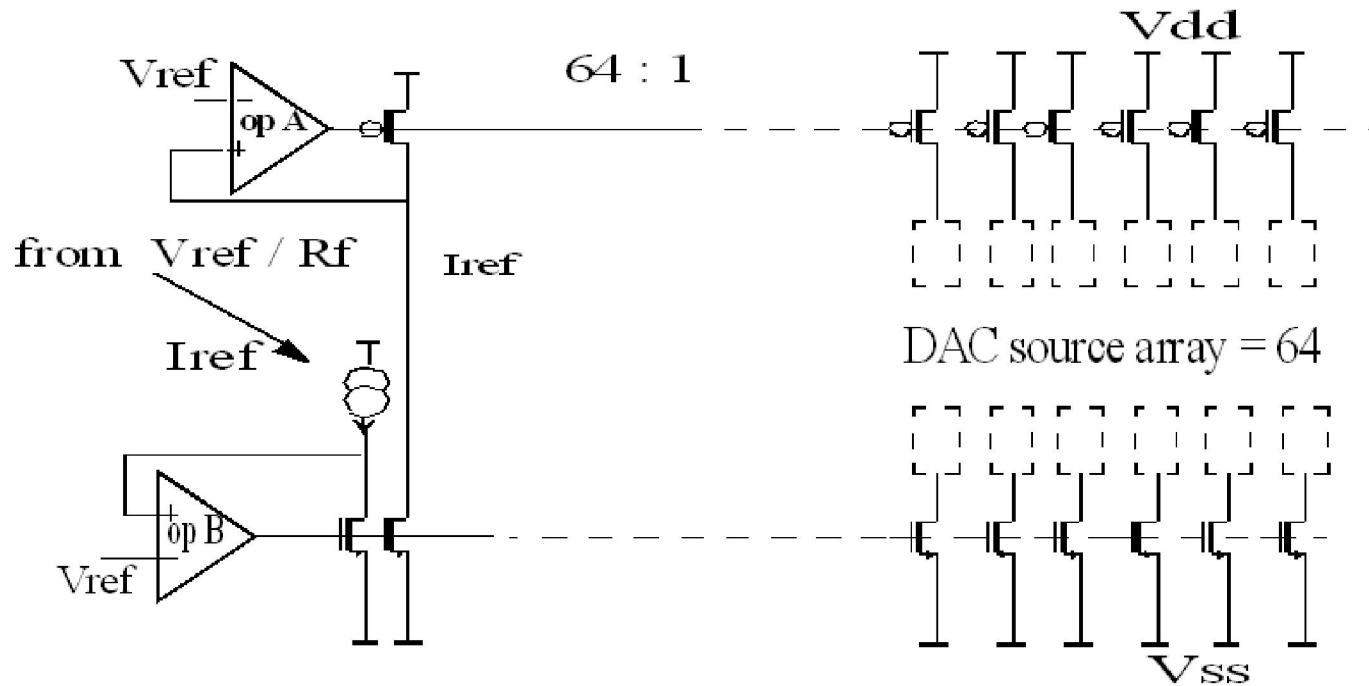 Vdd
64 : 1
Vref
op A
+
from Vref / Rf
Iref
Iref
DAC source array = 64
+
op B
Vref
Vss